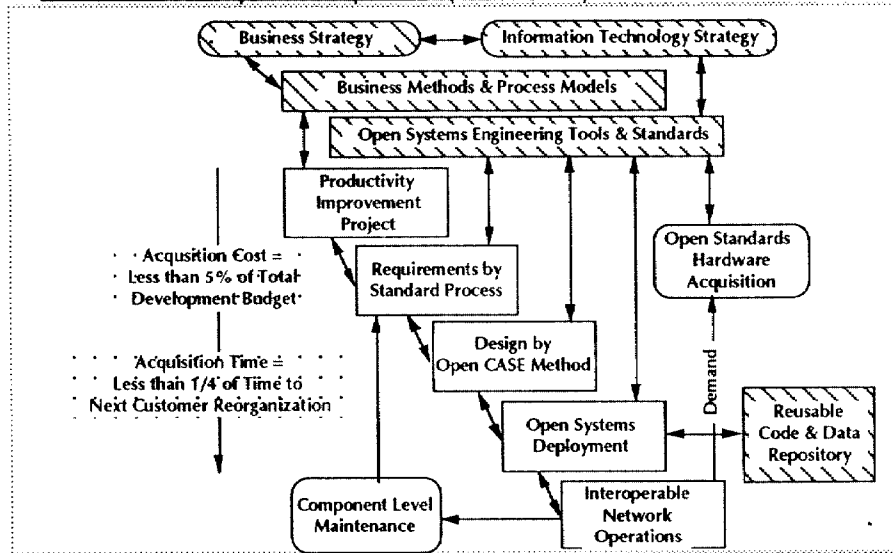 Business Strategy
Information Technology Strategy
Business Methods & Process Models
Open Systems Engineering Tools & Standards
Productivity
Improvement
Project
Acqusition Cost =
Less than 5% of Total
Development Budget
Requirements by
Standard Process
Open Standards
Hardware
Acquisition
Acquisition Time =
Less than 1/4 of Time to
Next Customer Reorganization
Design by
Open CASE Method
Demand
Open Systems
Deployment
Reusable
Code & Data
Repository
Component Level
Maintenance
Interoperable
Network
Operations